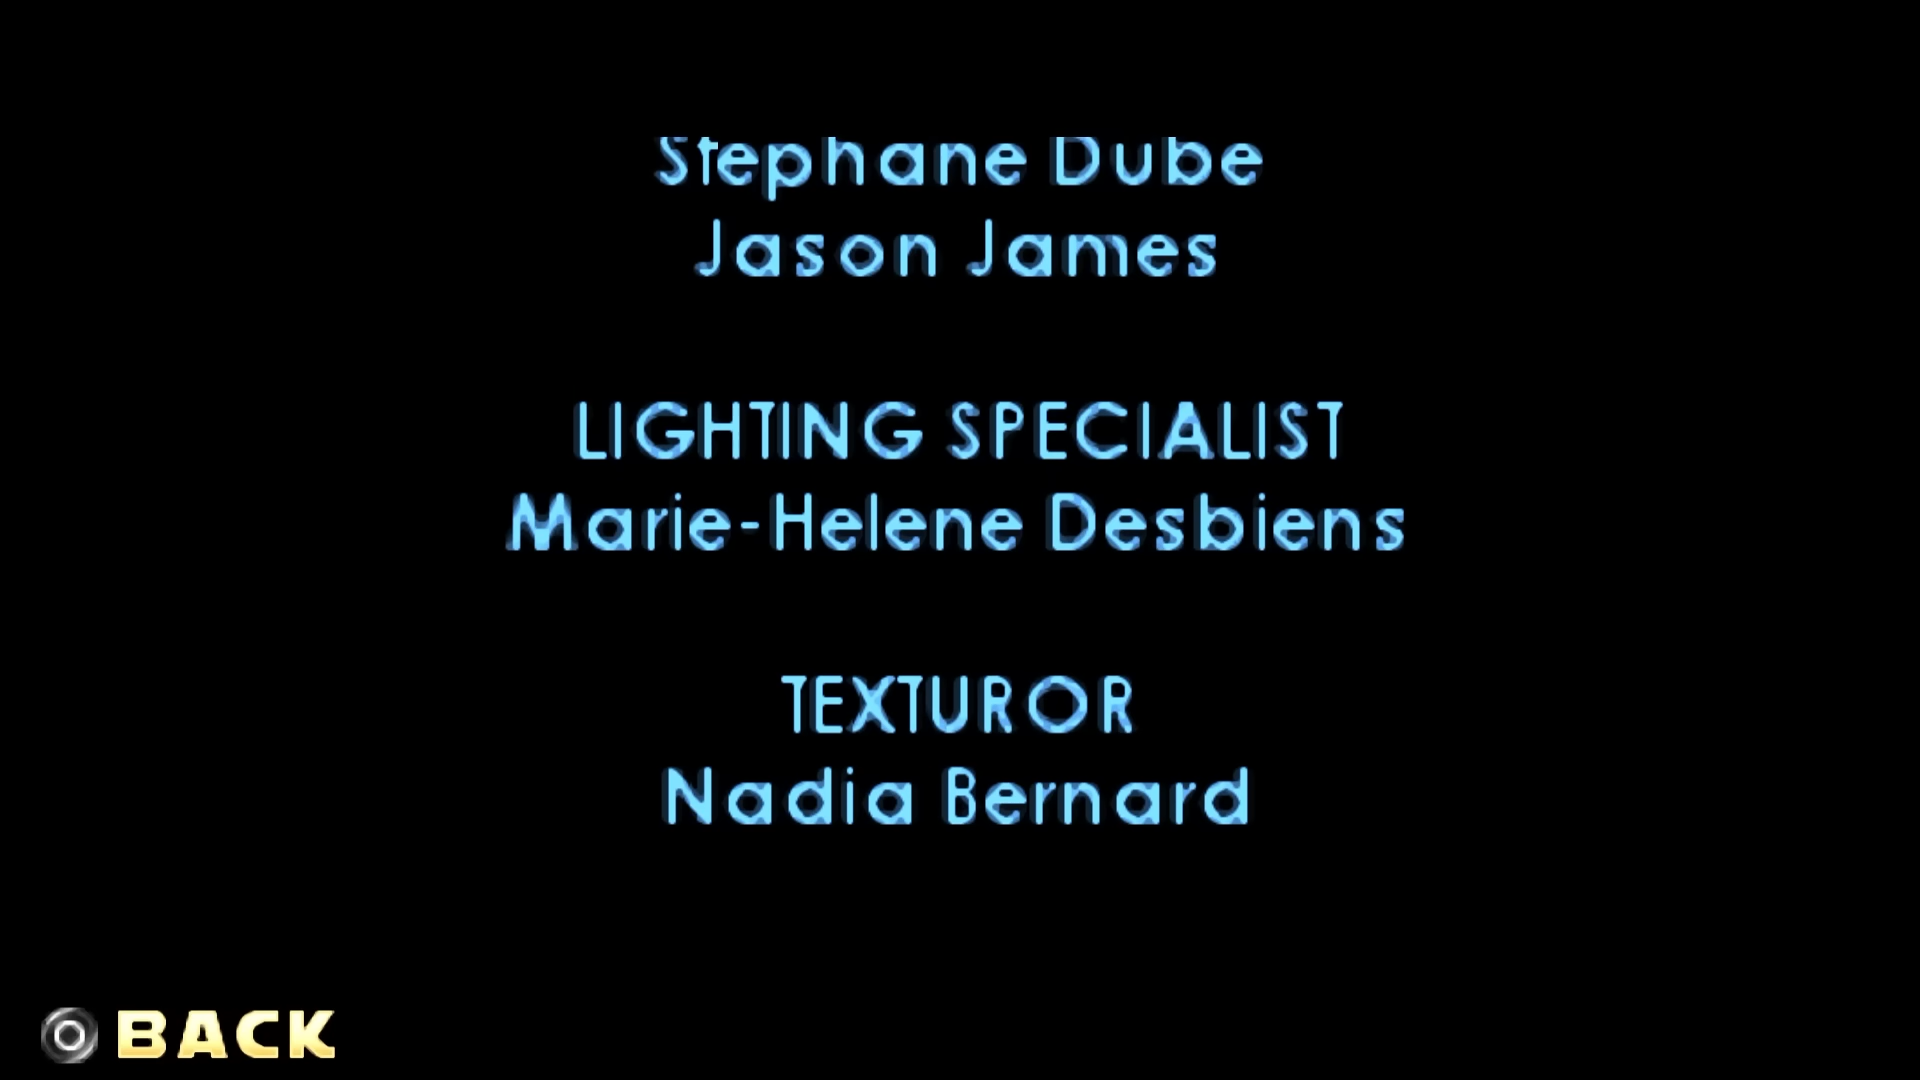 Stephane Dube
Jason James
LIGHTING SPECIALIST
Marie-Helene Desbiens
TEXTUROR
Nadia Bernard
BACK